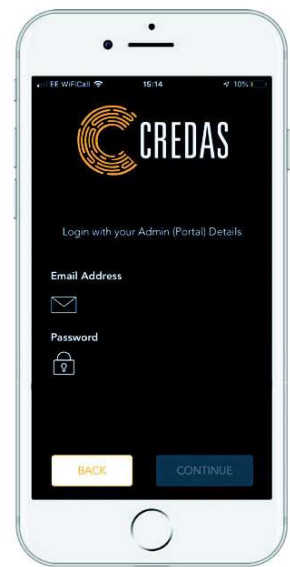 EE WiFiCall 15:14 10%
CREDAS
Login with your Admin (Portal) Details
Email Address
Password
BACK CONTINUE